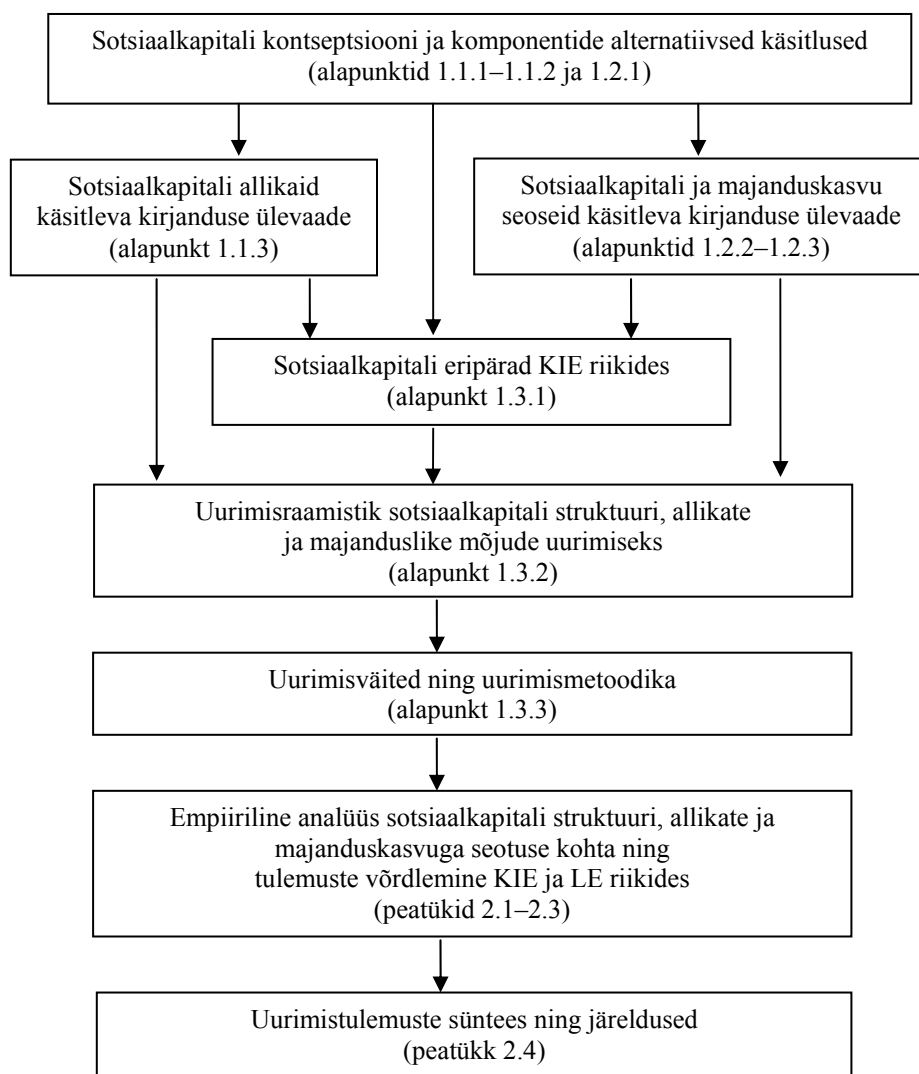 Sotsiaalkapitali kontseptsiooni ja komponentide alternatiivsed käsitlused
(alapunktid 1.1.1–1.1.2 ja 1.2.1)
Sotsiaalkapitali allikaid
käsitleva kirjanduse ülevaade
(alapunkt 1.1.3)
Sotsiaalkapitali ja majanduskasvu
seoseid käsitleva kirjanduse ülevaade
(alapunktid 1.2.2–1.2.3)
Sotsiaalkapitali eripärad KIE riikides
(alapunkt 1.3.1)
Uurimisraamistik sotsiaalkapitali struktuuri, allikate
ja majanduslike mõjude uurimiseks
(alapunkt 1.3.2)
Uurimisväited ning uurimismetoodika
(alapunkt 1.3.3)
Empiiriline analüüs sotsiaalkapitali struktuuri, allikate ja
majanduskasvuga seotuse kohta ning
tulemuste võrdlemine KIE ja LE riikides
(peatükid 2.1–2.3)
Uurimistulemuste süntees ning järeldused
(peatükk 2.4)